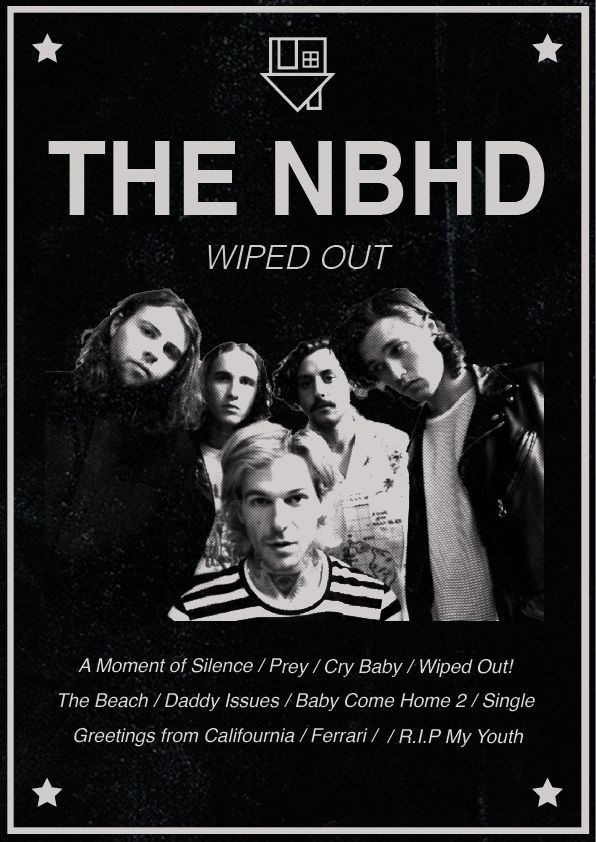 THE NBHD
WIPED OUT
A Moment of Silence / Prey / Cry Baby / Wiped Out!
The Beach / Daddy Issues / Baby Come Home 2 / Single
Greetings from Califournia / Ferrari /  / R.I.P My Youth